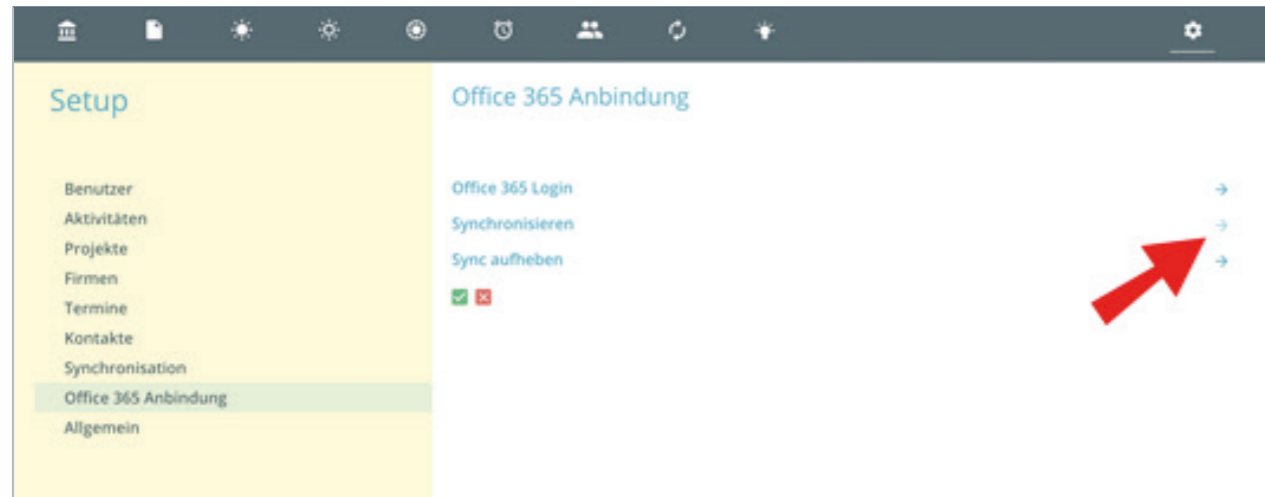 Setup
Benutzer
Aktivitäten
Projekte
Firmen
Termine
Kontakte
Synchronisation
Office 365 Anbindung
Allgemein
Office 365 Anbindung
Office 365 Login
Synchronisieren
Sync aufheben